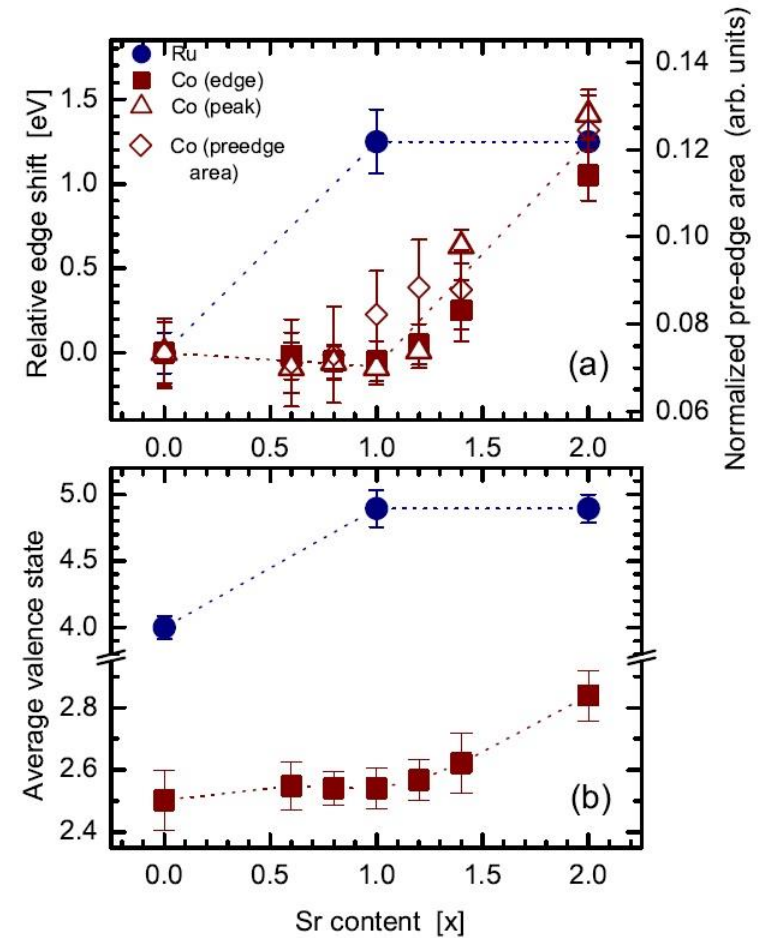 Ru
Co (edge)
Co (peak)
Co (preedge
area)
Relative edge shift [eV]
1.5
1.0
0.5
0.0
Normalized pre-edge area (arb. units)
0.14
0.12
0.10
0.08
0.06
(a)
0.0 0.5 1.0 1.5 2.0
Average valence state
5.0
4.5
4.0
2.8
2.6
2.4
(b)
0.0 0.5 1.0 1.5 2.0
Sr content [x]